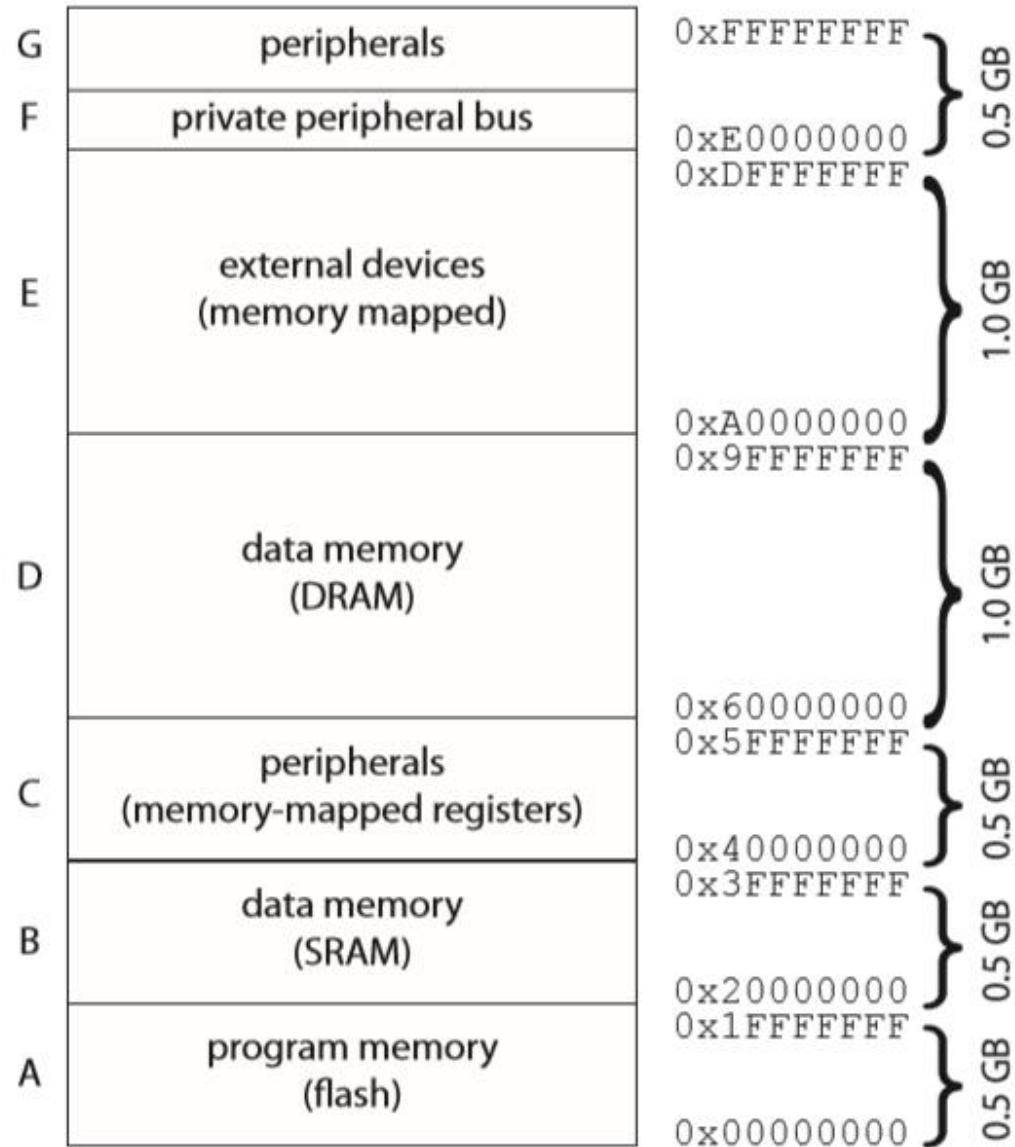 G
peripherals
0xFFFFFFFF
0.5 GB
F
private peripheral bus
0xE0000000
0xDFFFFFFF
E
external devices
(memory mapped)
1.0 GB
0xA0000000
0x9FFFFFFF
D
data memory
(DRAM)
1.0 GB
0x60000000
0x5FFFFFFF
C
peripherals
(memory-mapped registers)
0.5 GB
0x40000000
0x3FFFFFFF
B
data memory
(SRAM)
0.5 GB
0x20000000
0x1FFFFFFF
A
program memory
(flash)
0.5 GB
0x00000000